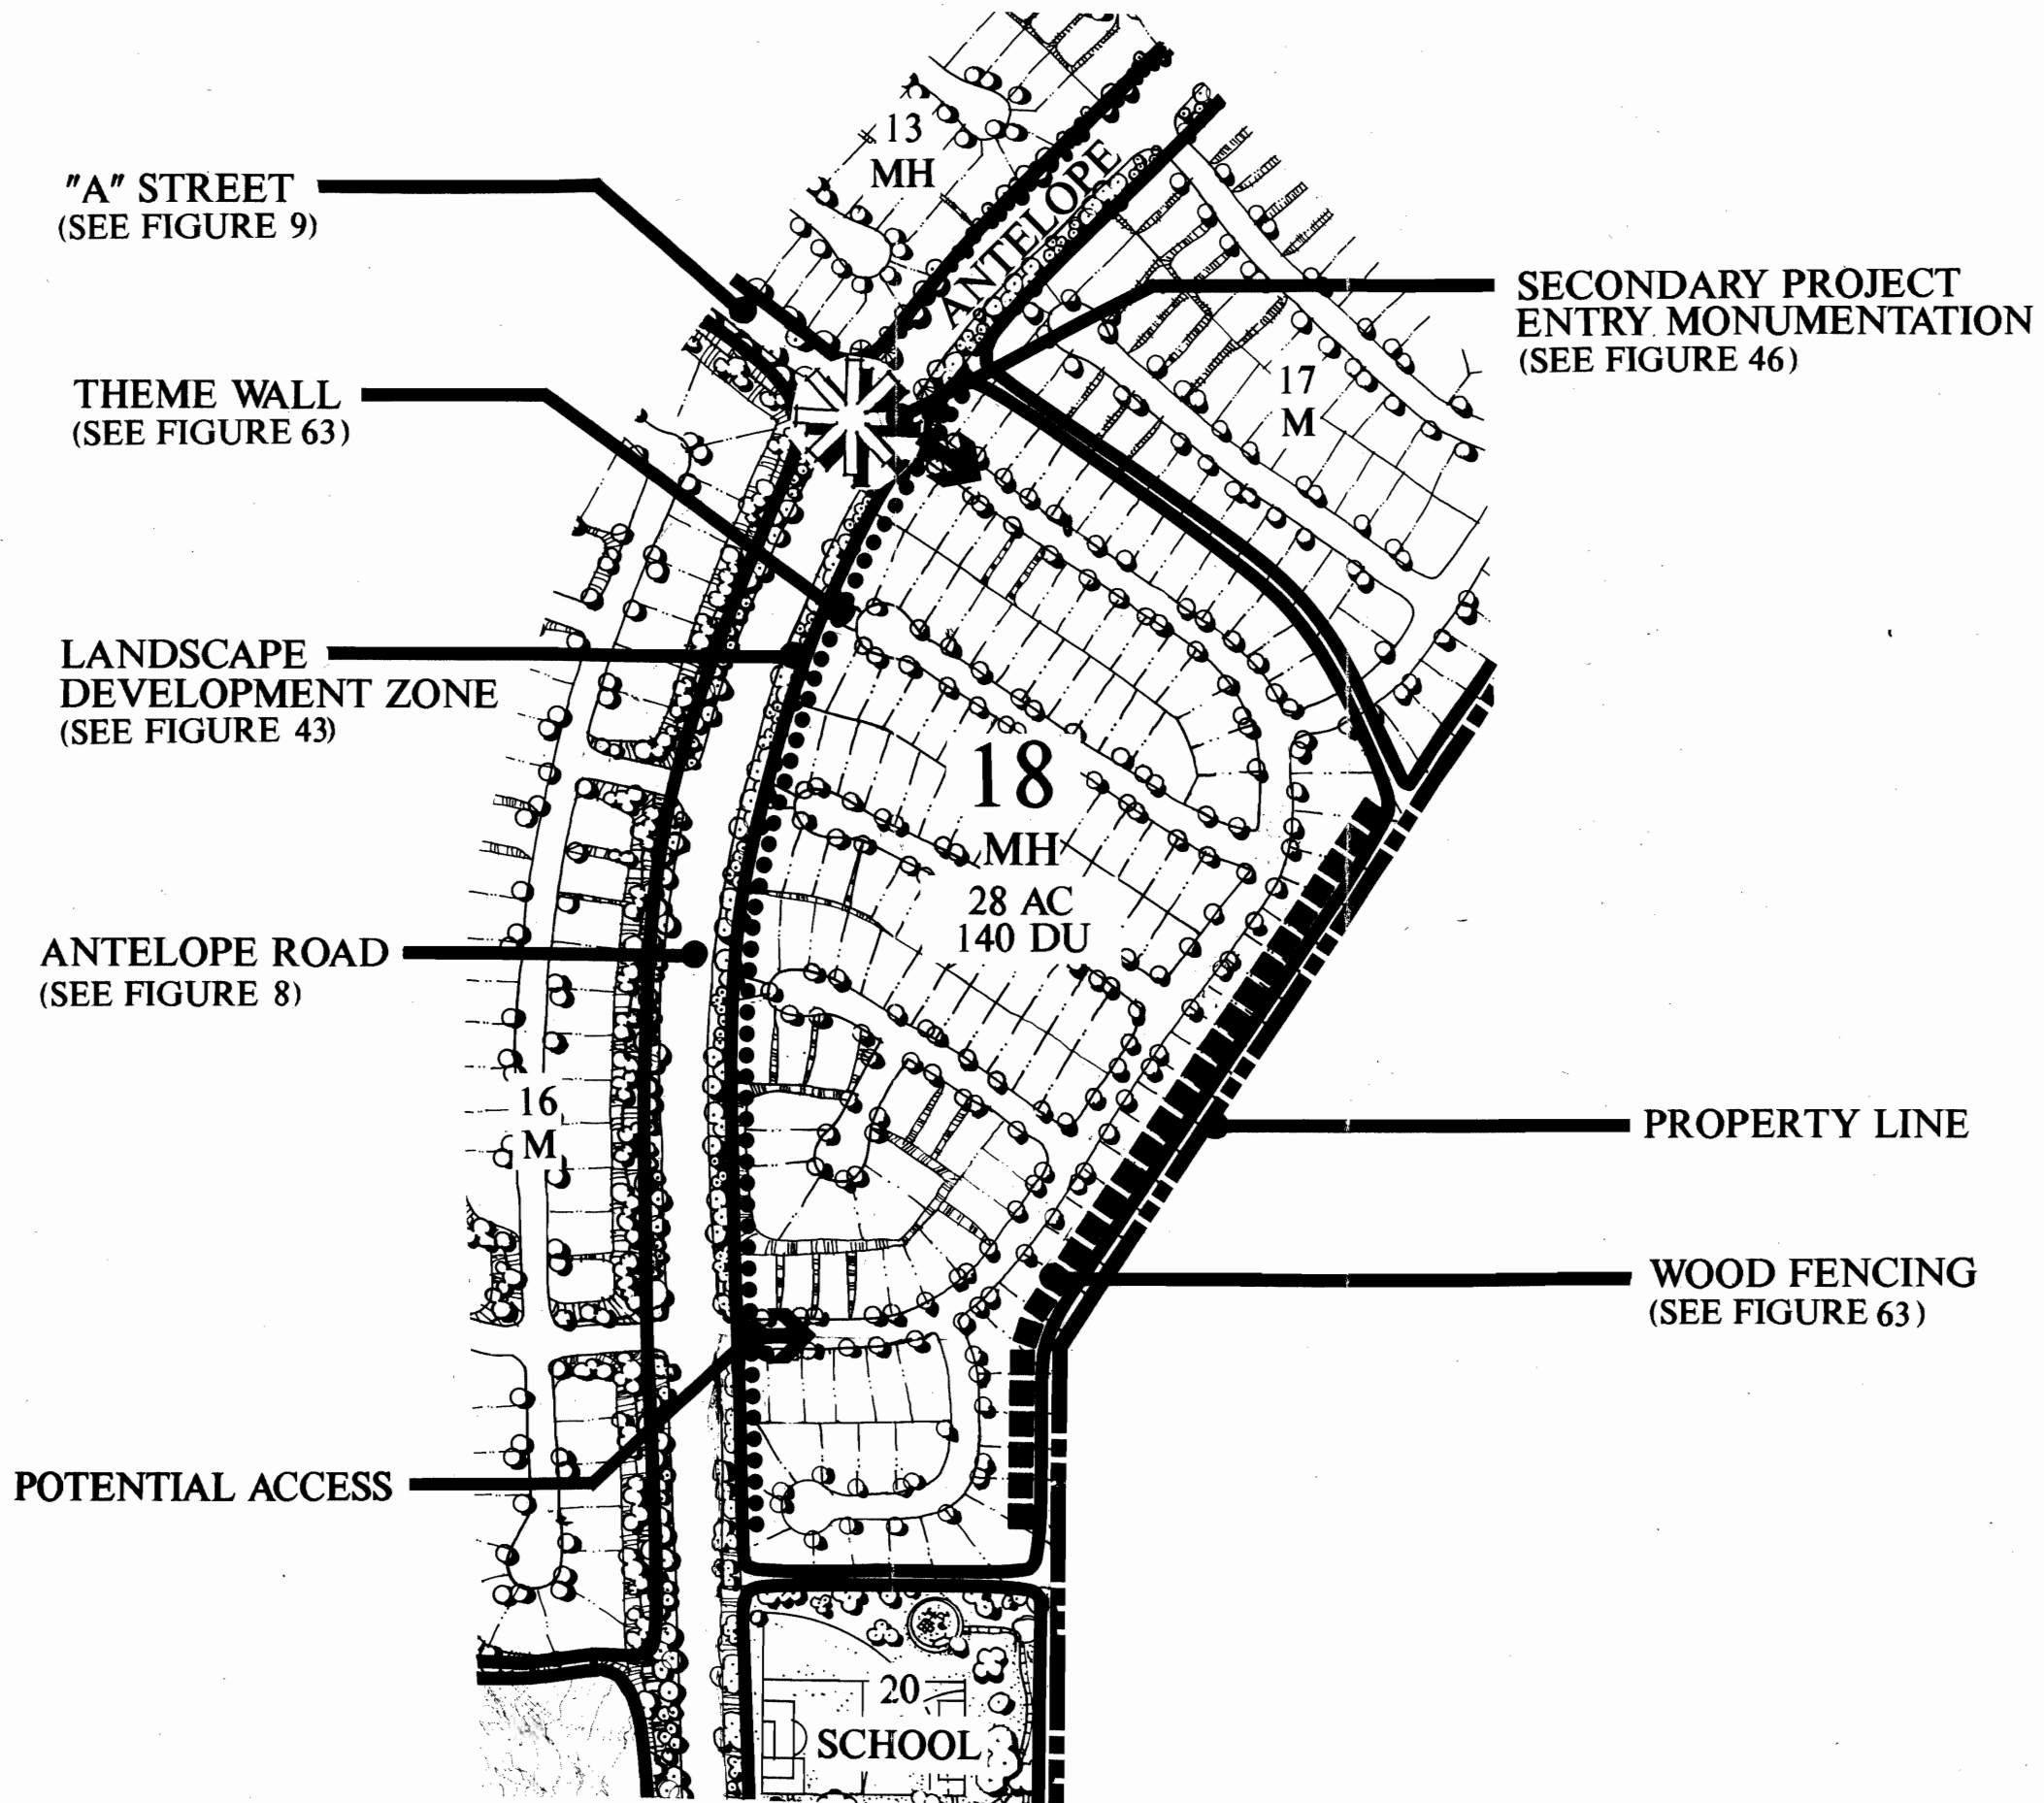 13
MH
ANTELOPE
"A" STREET
(SEE FIGURE 9)
SECONDARY PROJECT
ENTRY MONUMENTATION
(SEE FIGURE 46)
THEME WALL
(SEE FIGURE 63)
17
M
LANDSCAPE
DEVELOPMENT ZONE
(SEE FIGURE 43)
18
MH
28 AC
140 DU
ANTELOPE ROAD
(SEE FIGURE 8)
16
M
PROPERTY LINE
WOOD FENCING
(SEE FIGURE 63)
POTENTIAL ACCESS
20
SCHOOL